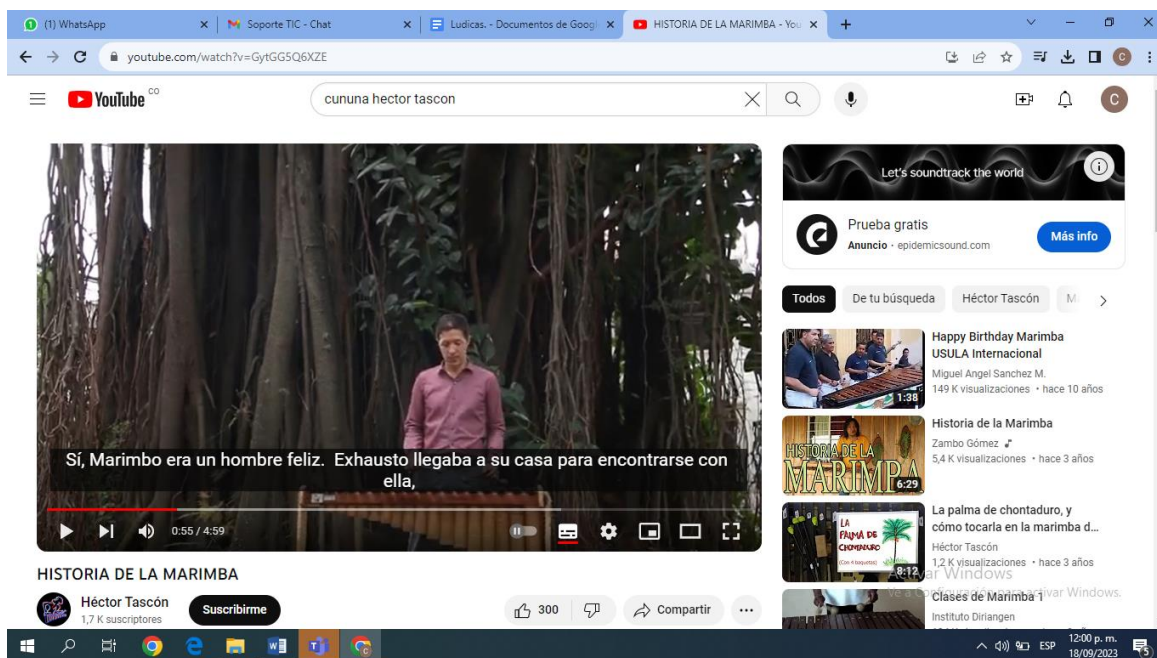 (1) WhatsApp
Soporte TIC - Chat
Ludicas. - Documentos de Googl
HISTORIA DE LA MARIMBA - You
youtube.com/watch?v=GytGG5Q6XZE
YouTube CO
cununa hector tascon
C
Let's soundtrack the world
Prueba gratis
Anuncio · epidemicsound.com
Más info
Todos
De tu búsqueda
Héctor Tascón
M
Sí, Marimbo era un hombre feliz. Exhausto llegaba a su casa para encontrarse con
ella,
0:55 / 4:59
HISTORIA DE LA MARIMBA
Héctor Tascón
1,7 K suscriptores
Suscribirme
300
Compartir
Happy Birthday Marimba
USULA Internacional
Miguel Angel Sanchez M.
149 K visualizaciones • hace 10 años
1:38
Historia de la Marimba
Zambo Gómez
5,4 K visualizaciones • hace 3 años
HISTORIA DE LA
MARIMBA
6:29
La palma de chontaduro, y
cómo tocarla en la marimba d...
Héctor Tascón
1,2 K visualizaciones • hace 3 años
LA
PALMA DE
CHONTADURO
(Con 4 baquetas)
8:12
Clases de Marimba 1
Instituto Diriangen
Activar Windows
Ve a Configuración para activar Windows.
ESP
12:00 p. m.
18/09/2023
5